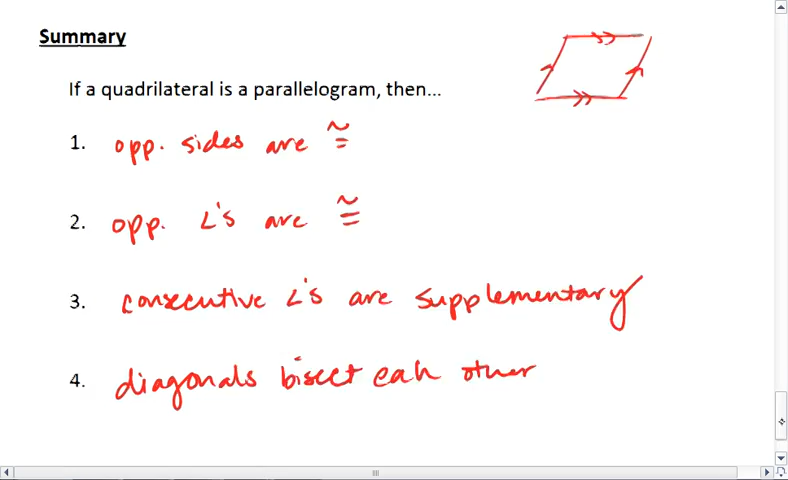 Summary
If a quadrilateral is a parallelogram, then...
1. opp. sides are ≅
2. opp. ∠'s are ≅
3. consecutive ∠'s are supplementary
4. diagonals bisect eah other